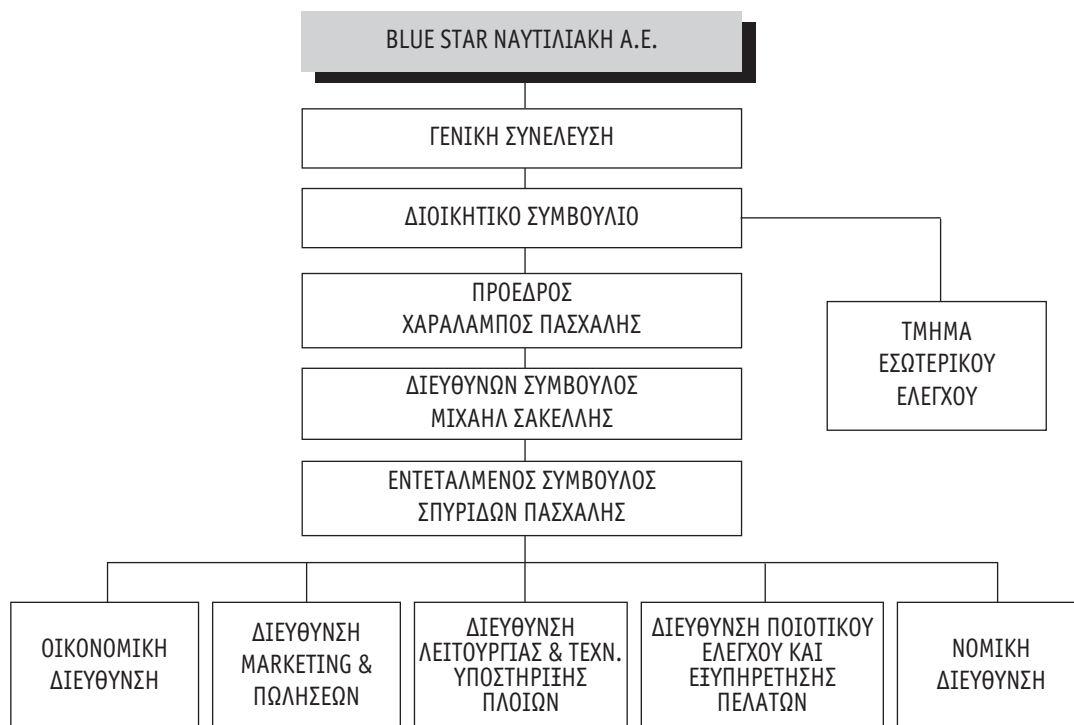 BLUE STAR ΝΑΥΤΙΛΙΑΚΗ Α.Ε.
ΓΕΝΙΚΗ ΣΥΝΕΛΕΥΣΗ
ΔΙΟΙΚΗΤΙΚΟ ΣΥΜΒΟΥΛΙΟ
ΠΡΟΕΔΡΟΣ
ΧΑΡΑΛΑΜΠΟΣ ΠΑΣΧΑΛΗΣ
ΤΜΗΜΑ
ΕΣΩΤΕΡΙΚΟΥ
ΕΛΕΓΧΟΥ
ΔΙΕΥΘΥΝΩΝ ΣΥΜΒΟΥΛΟΣ
ΜΙΧΑΗΛ ΣΑΚΕΛΛΗΣ
ΕΝΤΕΤΑΛΜΕΝΟΣ ΣΥΜΒΟΥΛΟΣ
ΣΠΥΡΙΔΩΝ ΠΑΣΧΑΛΗΣ
ΟΙΚΟΝΟΜΙΚΗ
ΔΙΕΥΘΥΝΣΗ
ΔΙΕΥΘΥΝΣΗ
MARKETING &
ΠΩΛΗΣΕΩΝ
ΔΙΕΥΘΥΝΣΗ
ΛΕΙΤΟΥΡΓΙΑΣ & ΤΕΧΝ.
ΥΠΟΣΤΗΡΙΞΗΣ
ΠΛΟΙΩΝ
ΔΙΕΥΘΥΝΣΗ ΠΟΙΟΤΙΚΟΥ
ΕΛΕΓΧΟΥ ΚΑΙ
ΕΞΥΠΗΡΕΤΗΣΗΣ
ΠΕΛΑΤΩΝ
ΝΟΜΙΚΗ
ΔΙΕΥΘΥΝΣΗ